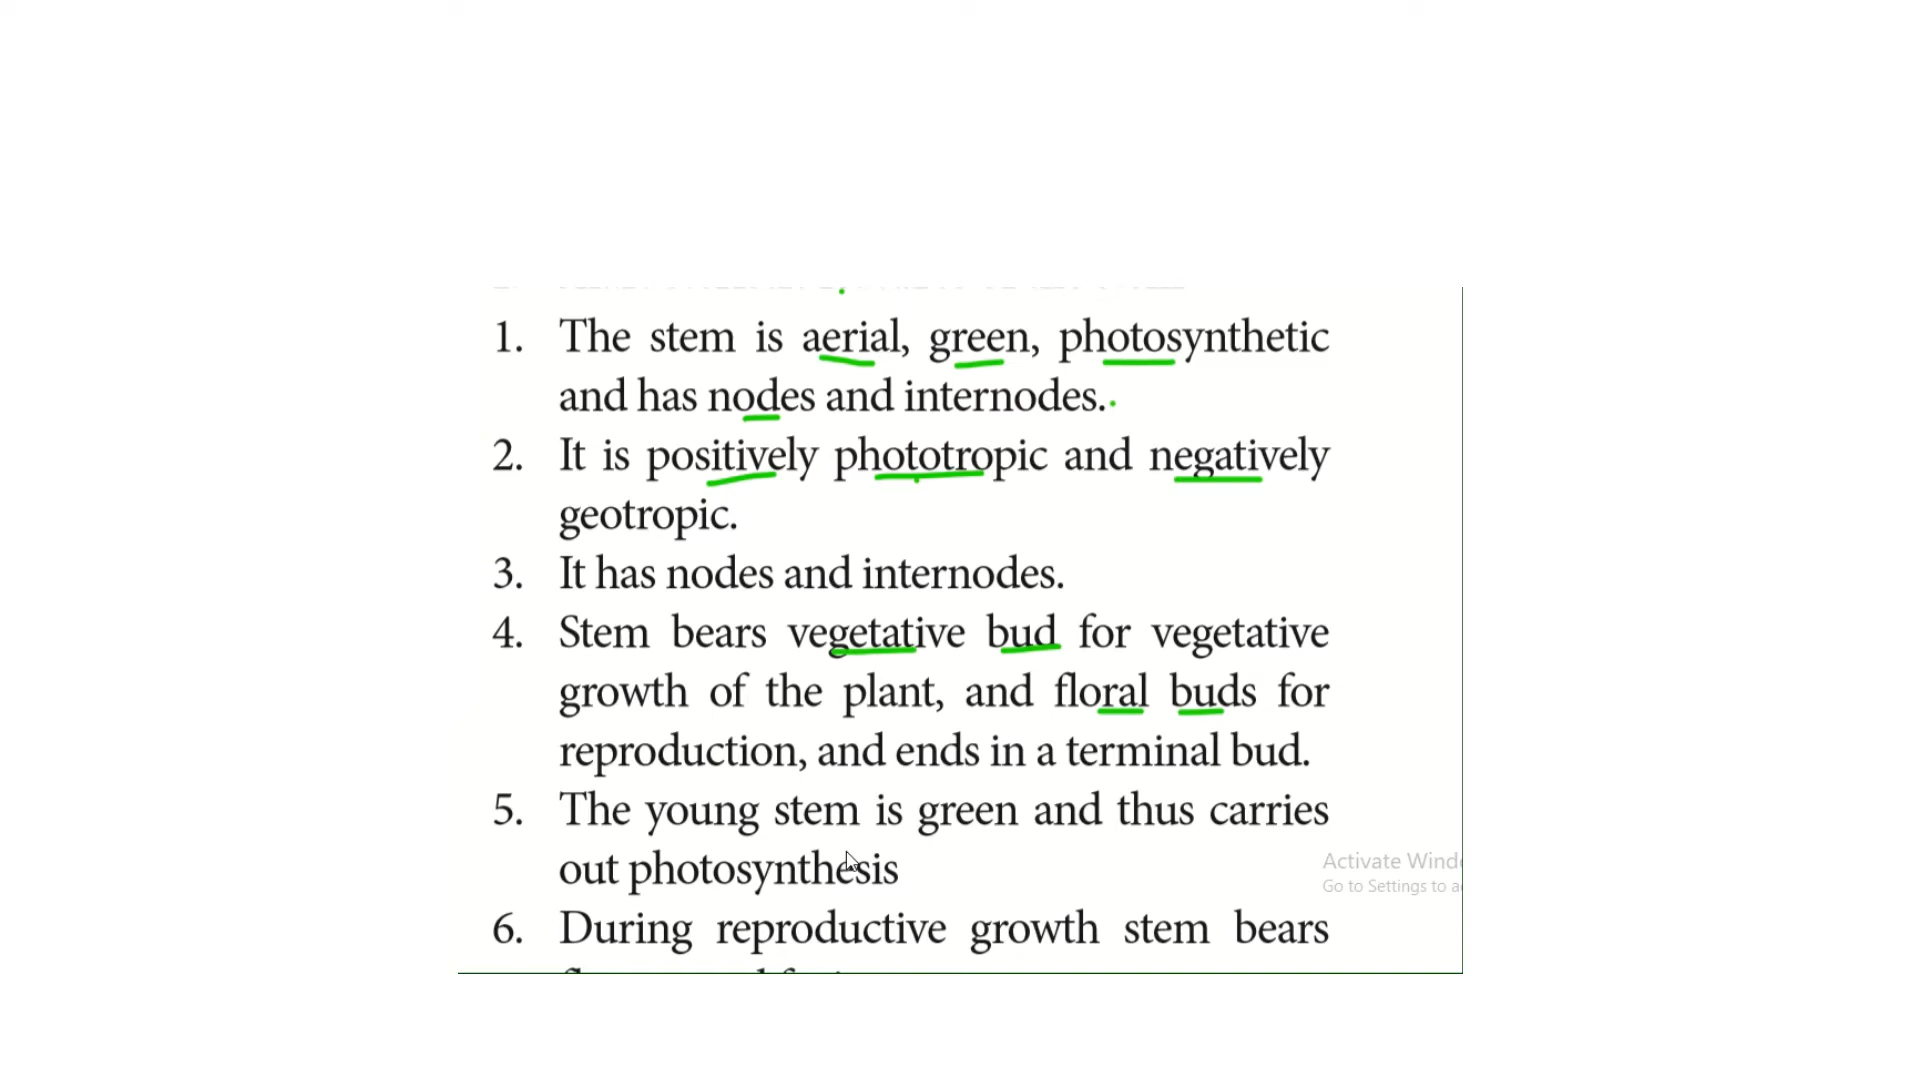 1. The stem is aerial, green, photosynthetic
and has nodes and internodes.
2. It is positively phototropic and negatively
geotropic.
3. It has nodes and internodes.
4. Stem bears vegetative bud for vegetative
growth of the plant, and floral buds for
reproduction, and ends in a terminal bud.
5. The young stem is green and thus carries
out photosynthesis
Activate Wind
Go to Settings to a
6. During reproductive growth stem bears